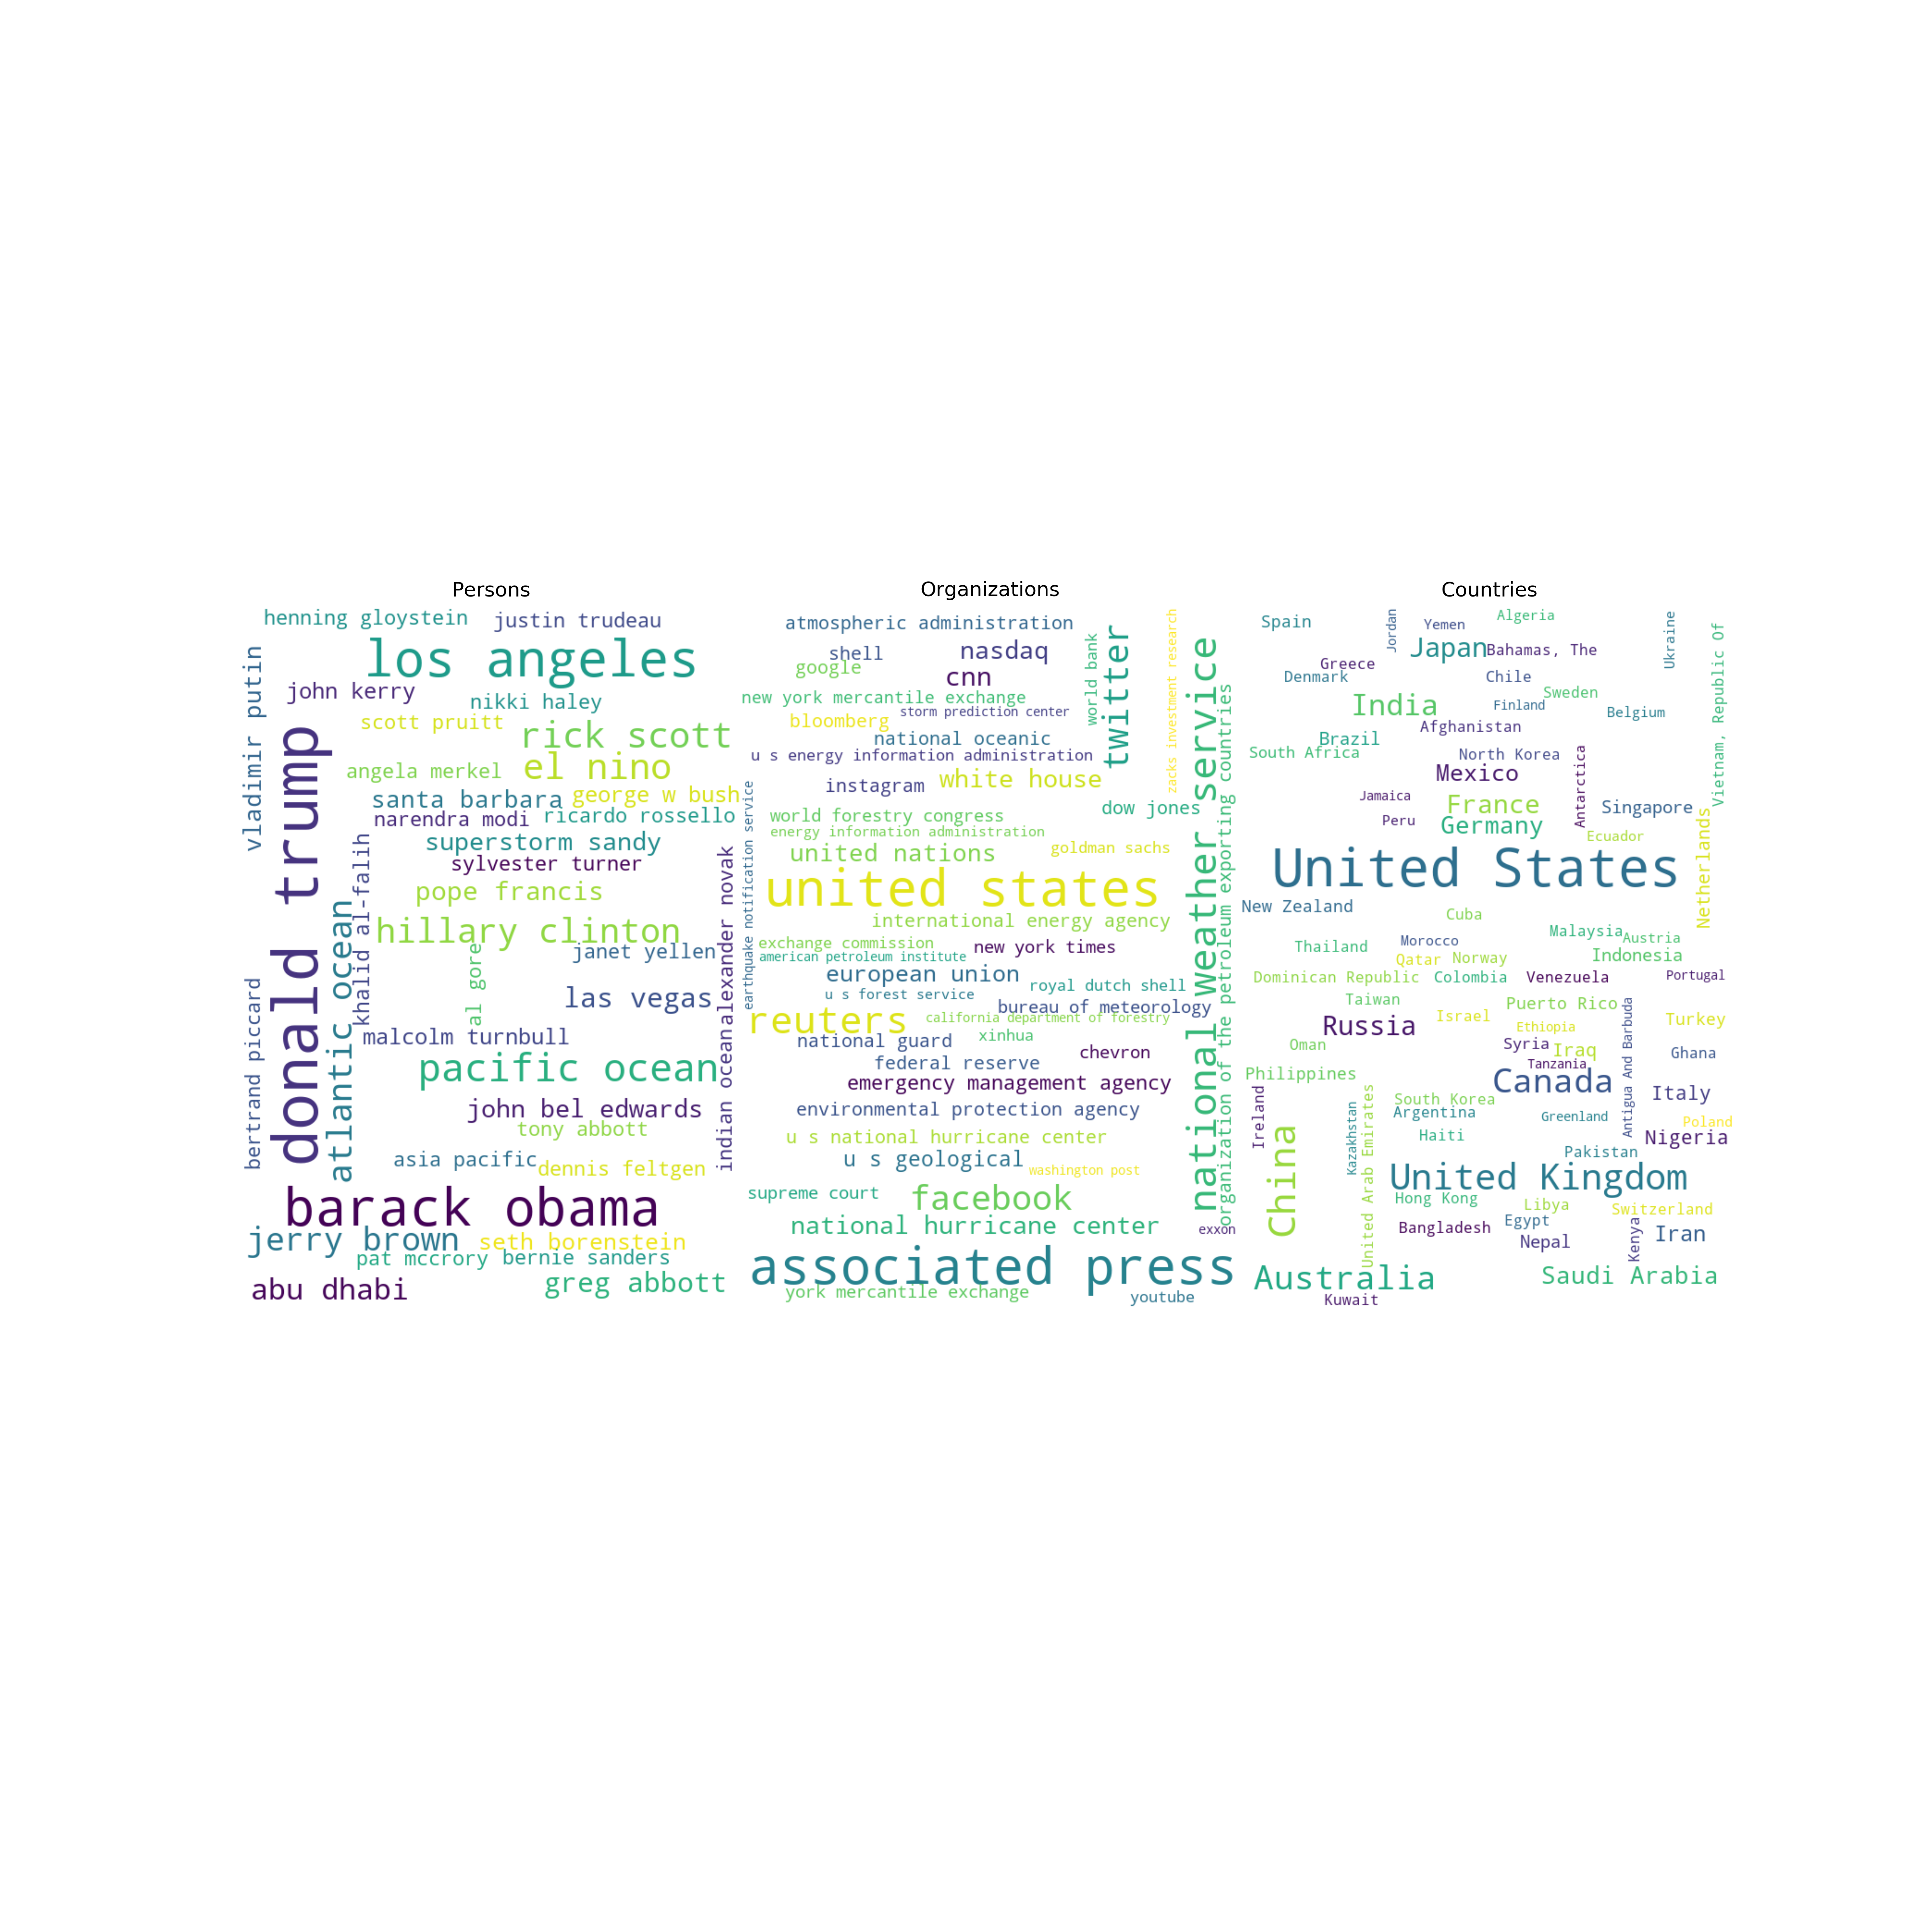 Persons
henning gloystein
justin trudeau
los angeles
vladimir putin
john kerry
nikki haley
scott pruitt
rick scott
donald trump
angela merkel
el nino
santa barbara
george w bush
narendra modi
ricardo rossello
superstorm sandy
khalid al-falih
sylvester turner
alexander novak
pope francis
atlantic ocean
hillary clinton
al gore
janet yellen
las vegas
bertrand piccard
malcolm turnbull
indian ocean
pacific ocean
john bel edwards
tony abbott
asia pacific
dennis feltgen
barack obama
jerry brown
seth borenstein
pat mccrory
bernie sanders
abu dhabi
greg abbott
Organizations
atmospheric administration
twitter
zacks investment research
world bank
national weather service
shell
nasdaq
google
cnn
new york mercantile exchange
organization of the petroleum exporting countries
bloomberg
storm prediction center
national oceanic
u s energy information administration
instagram
white house
earthquake notification service
dow jones
world forestry congress
energy information administration
united nations
goldman sachs
united states
international energy agency
exchange commission
new york times
american petroleum institute
european union
royal dutch shell
u s forest service
bureau of meteorology
reuters
california department of forestry
xinhua
national guard
chevron
federal reserve
emergency management agency
environmental protection agency
u s national hurricane center
u s geological
washington post
supreme court
facebook
national hurricane center
exxon
associated press
york mercantile exchange
youtube
Countries
Spain
Jordan
Yemen
Algeria
Ukraine
Vietnam, Republic Of
Japan
Bahamas, The
Greece
Denmark
Chile
Sweden
India
Finland
Belgium
Afghanistan
Brazil
South Africa
North Korea
Antarctica
Mexico
Jamaica
France
Singapore
Peru
Germany
Ecuador
Netherlands
United States
New Zealand
Cuba
Malaysia
Austria
Thailand
Morocco
Qatar
Norway
Indonesia
Dominican Republic
Colombia
Venezuela
Portugal
Taiwan
Puerto Rico
Antigua And Barbuda
Russia
Israel
Ethiopia
Turkey
Oman
Syria
Iraq
Ghana
Tanzania
Philippines
Canada
Ireland
South Korea
Italy
Kazakhstan
United Arab Emirates
Argentina
Greenland
Poland
China
Haiti
Nigeria
Pakistan
United Kingdom
Hong Kong
Libya
Switzerland
Bangladesh
Egypt
Kenya
Nepal
Iran
Australia
Saudi Arabia
Kuwait